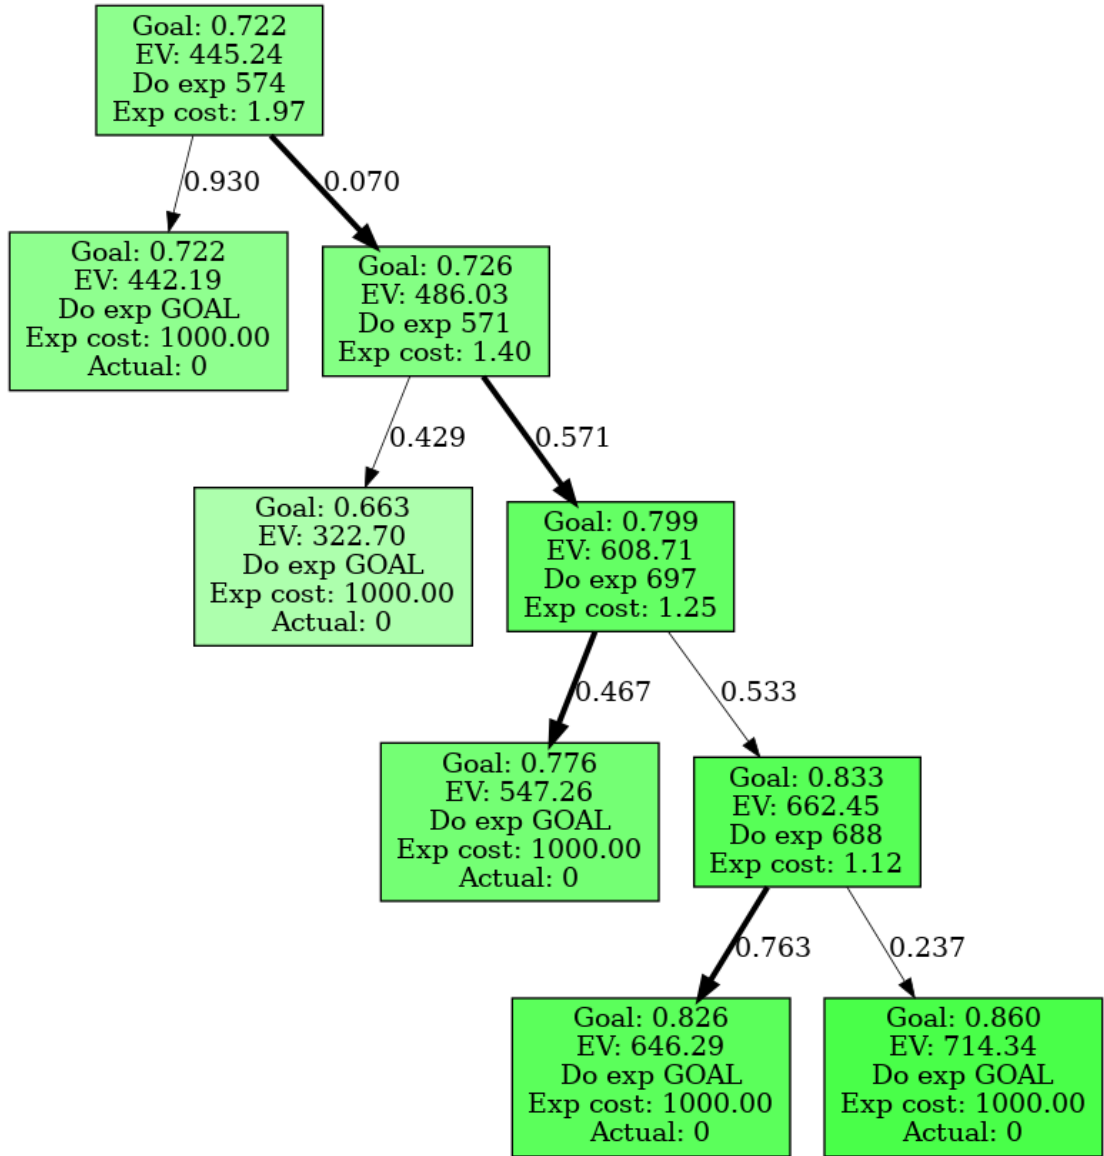 Goal: 0.722
EV: 445.24
Do exp 574
Exp cost: 1.97
0.930
0.070
Goal: 0.722
EV: 442.19
Do exp GOAL
Exp cost: 1000.00
Actual: 0
Goal: 0.726
EV: 486.03
Do exp 571
Exp cost: 1.40
0.429
0.571
Goal: 0.663
EV: 322.70
Do exp GOAL
Exp cost: 1000.00
Actual: 0
Goal: 0.799
EV: 608.71
Do exp 697
Exp cost: 1.25
0.467
0.533
Goal: 0.776
EV: 547.26
Do exp GOAL
Exp cost: 1000.00
Actual: 0
Goal: 0.833
EV: 662.45
Do exp 688
Exp cost: 1.12
0.763
0.237
Goal: 0.826
EV: 646.29
Do exp GOAL
Exp cost: 1000.00
Actual: 0
Goal: 0.860
EV: 714.34
Do exp GOAL
Exp cost: 1000.00
Actual: 0